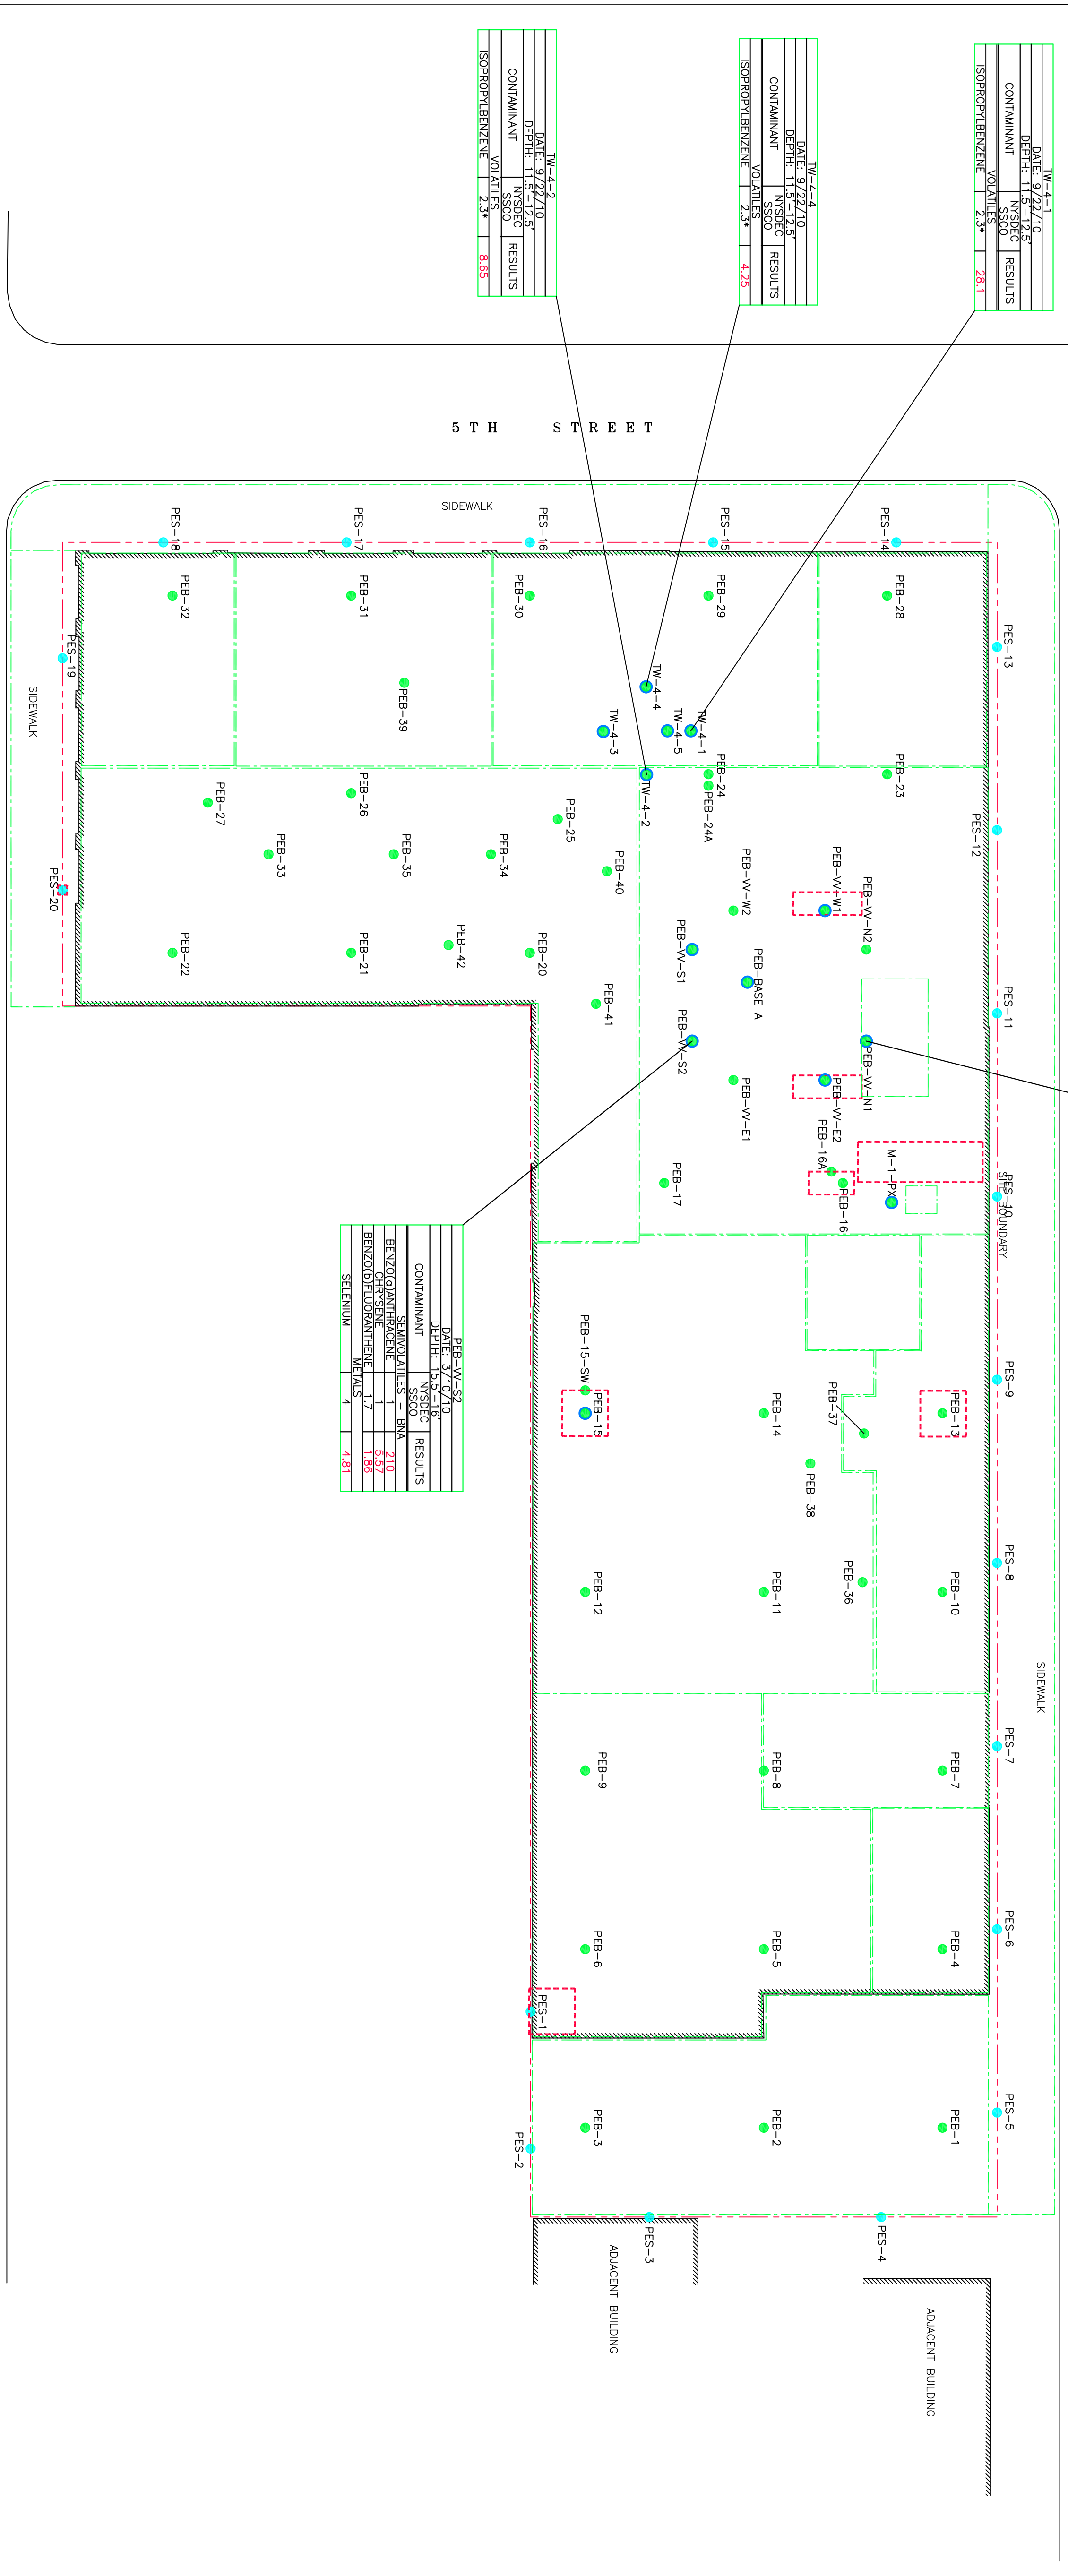 TW-4-1
DATE: 9/22/10
DEPTH: 11.5'-12.5'
CONTAMINANT NYSDEC SSCO RESULTS
VOLATILES
ISOPROPYLBENZENE 2.3* 28.1
TW-4-4
DATE: 9/22/10
DEPTH: 11.5'-12.5'
CONTAMINANT NYSDEC SSCO RESULTS
VOLATILES
ISOPROPYLBENZENE 2.3* 4.25
TW-4-2
DATE: 9/22/10
DEPTH: 11.5'-12.5'
CONTAMINANT NYSDEC SSCO RESULTS
VOLATILES
ISOPROPYLBENZENE 2.3* 8.65
5TH STREET
SIDEWALK
PES-18
PES-17
PES-16
PES-15
PES-14
PEB-32
PEB-31
PEB-30
PEB-29
PEB-28
PES-13
PES-19
SIDEWALK
PEB-39
TW-4-4
TW-4-3
TW-4-5
TW-4-1
TW-4-2
PEB-24
PEB-24A
PEB-23
PES-12
PEB-27
PEB-26
PEB-25
PEB-33
PEB-35
PEB-34
PEB-40
PES-20
PEB-VV-W2
PEB-VV-W1
PEB-VV-N2
PEB-22
PEB-21
PEB-42
PEB-20
PEB-VV-S1
PEB-BASE A
PEB-41
PES-11
PEB-VV-S2
PEB-VV-N1
PEB-VV-E1
PEB-VV-E2
PEB-16A
PEB-16
PEB-17
M-1-PX
PES-10
SITE BOUNDARY
PEB-VV-S2
DATE: 3/10/10
DEPTH: 15.5'-16'
CONTAMINANT NYSDEC SSCO RESULTS
SEMIVOLATILES - BNA
BENZO(a)ANTHRACENE 1 210
CHRYSENE 1 5.57
BENZO(b)FLUORANTHENE 1.7 1.86
METALS
SELENIUM 4 4.81
PEB-15-SW
PEB-15
PEB-14
PEB-37
PEB-13
PES-9
PEB-38
PEB-12
PEB-11
PEB-36
PEB-10
PES-8
SIDEWALK
PEB-9
PEB-8
PEB-7
PES-7
PEB-6
PEB-5
PEB-4
PES-6
PES-1
PEB-3
PEB-2
PEB-1
PES-5
PES-2
PES-3
PES-4
ADJACENT BUILDING
ADJACENT BUILDING